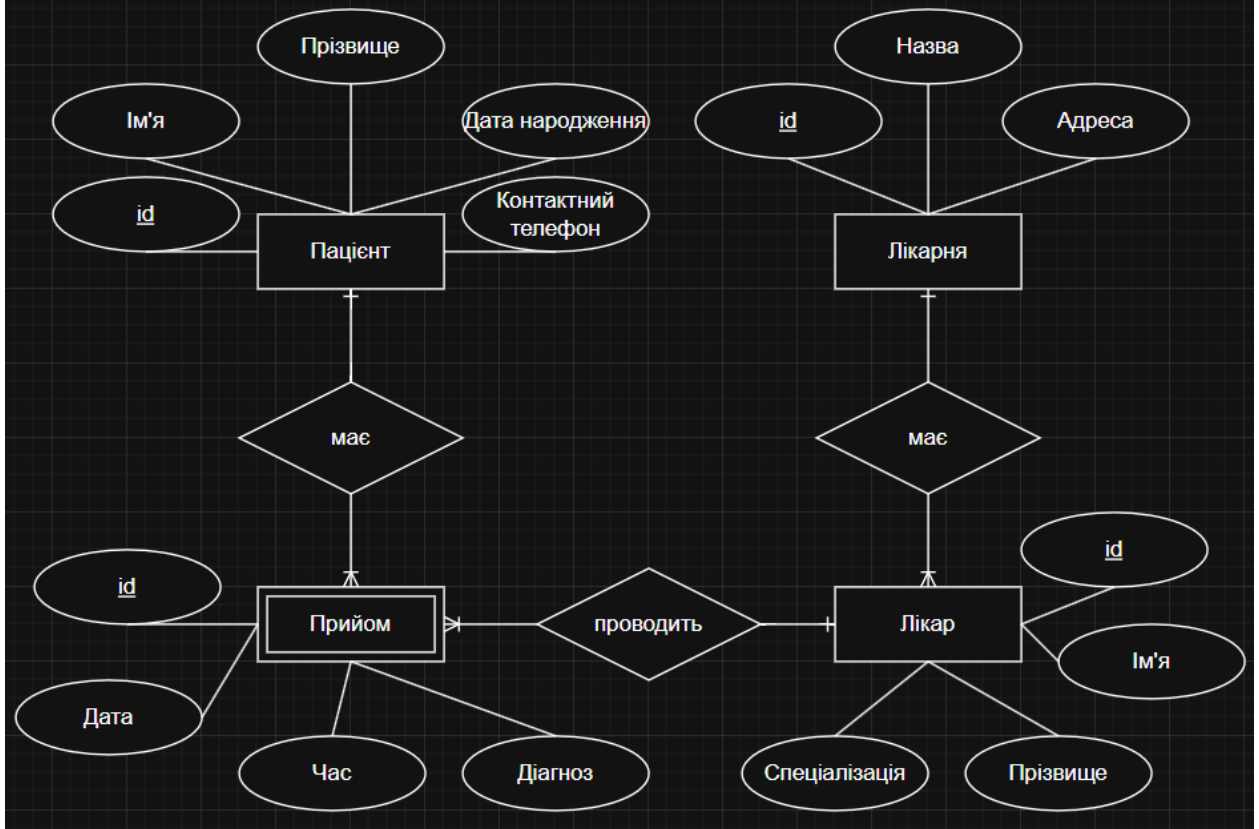 Прізвище
Назва
Ім'я
Дата народження
id
Адреса
id
Контактний
телефон
Пацієнт
Лікарня
має
має
id
id
Прийом
проводить
Лікар
Ім'я
Дата
Час
Діагноз
Спеціалізація
Прізвище